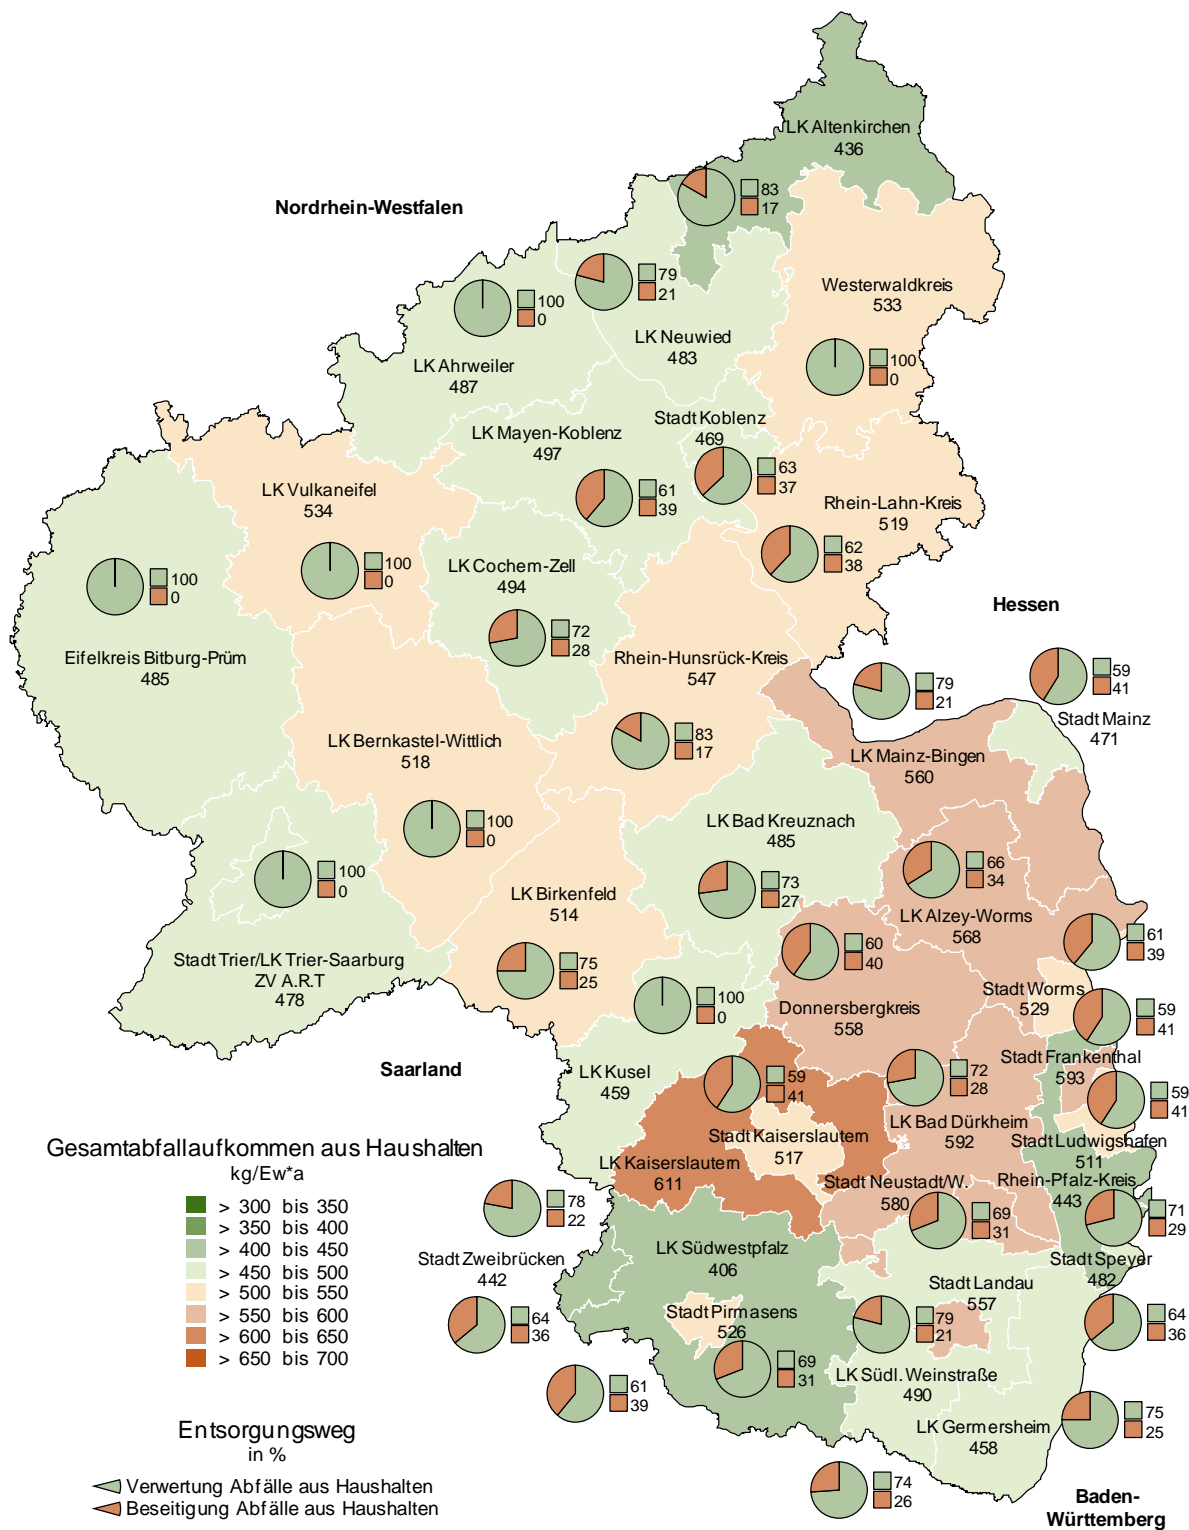 LK Altenkirchen
436
83
17
Nordrhein-Westfalen
79
21
Westerwaldkreis
533
100
0
LK Neuwied
483
100
0
LK Ahrweiler
487
Stadt Koblenz
469
LK Mayen-Koblenz
497
63
37
61
39
Rhein-Lahn-Kreis
519
LK Vulkaneifel
534
62
38
100
0
LK Cochem-Zell
494
100
0
Hessen
72
28
Eifelkreis Bitburg-Prüm
485
Rhein-Hunsrück-Kreis
547
79
21
59
41
Stadt Mainz
471
83
17
LK Bernkastel-Wittlich
518
LK Mainz-Bingen
560
100
0
LK Bad Kreuznach
485
100
0
73
27
66
34
LK Birkenfeld
514
LK Alzey-Worms
568
61
39
60
40
Stadt Trier/LK Trier-Saarburg
ZV A.R.T
478
75
25
100
0
Donnersbergkreis
558
Stadt Worms
529
59
41
Saarland
LK Kusel
459
59
41
72
28
Stadt Frankenthal
593
59
41
LK Bad Dürkheim
592
Stadt Kaiserslautern
517
Stadt Ludwigshafen
511
LK Kaiserslautern
611
Stadt Neustadt/W.
580
Rhein-Pfalz-Kreis
443
Gesamtabfallaufkommen aus Haushalten
kg/Ew*a
> 300 bis 350
> 350 bis 400
> 400 bis 450
> 450 bis 500
> 500 bis 550
> 550 bis 600
> 600 bis 650
> 650 bis 700
78
22
69
31
71
29
Stadt Zweibrücken
442
LK Südwestpfalz
406
Stadt Speyer
482
Stadt Landau
557
64
36
Stadt Pirmasens
526
79
21
64
36
69
31
61
39
LK Südl. Weinstraße
490
75
25
LK Germersheim
458
74
26
Entsorgungsweg
in %
Verwertung Abfälle aus Haushalten
Beseitigung Abfälle aus Haushalten
Baden-
Württemberg